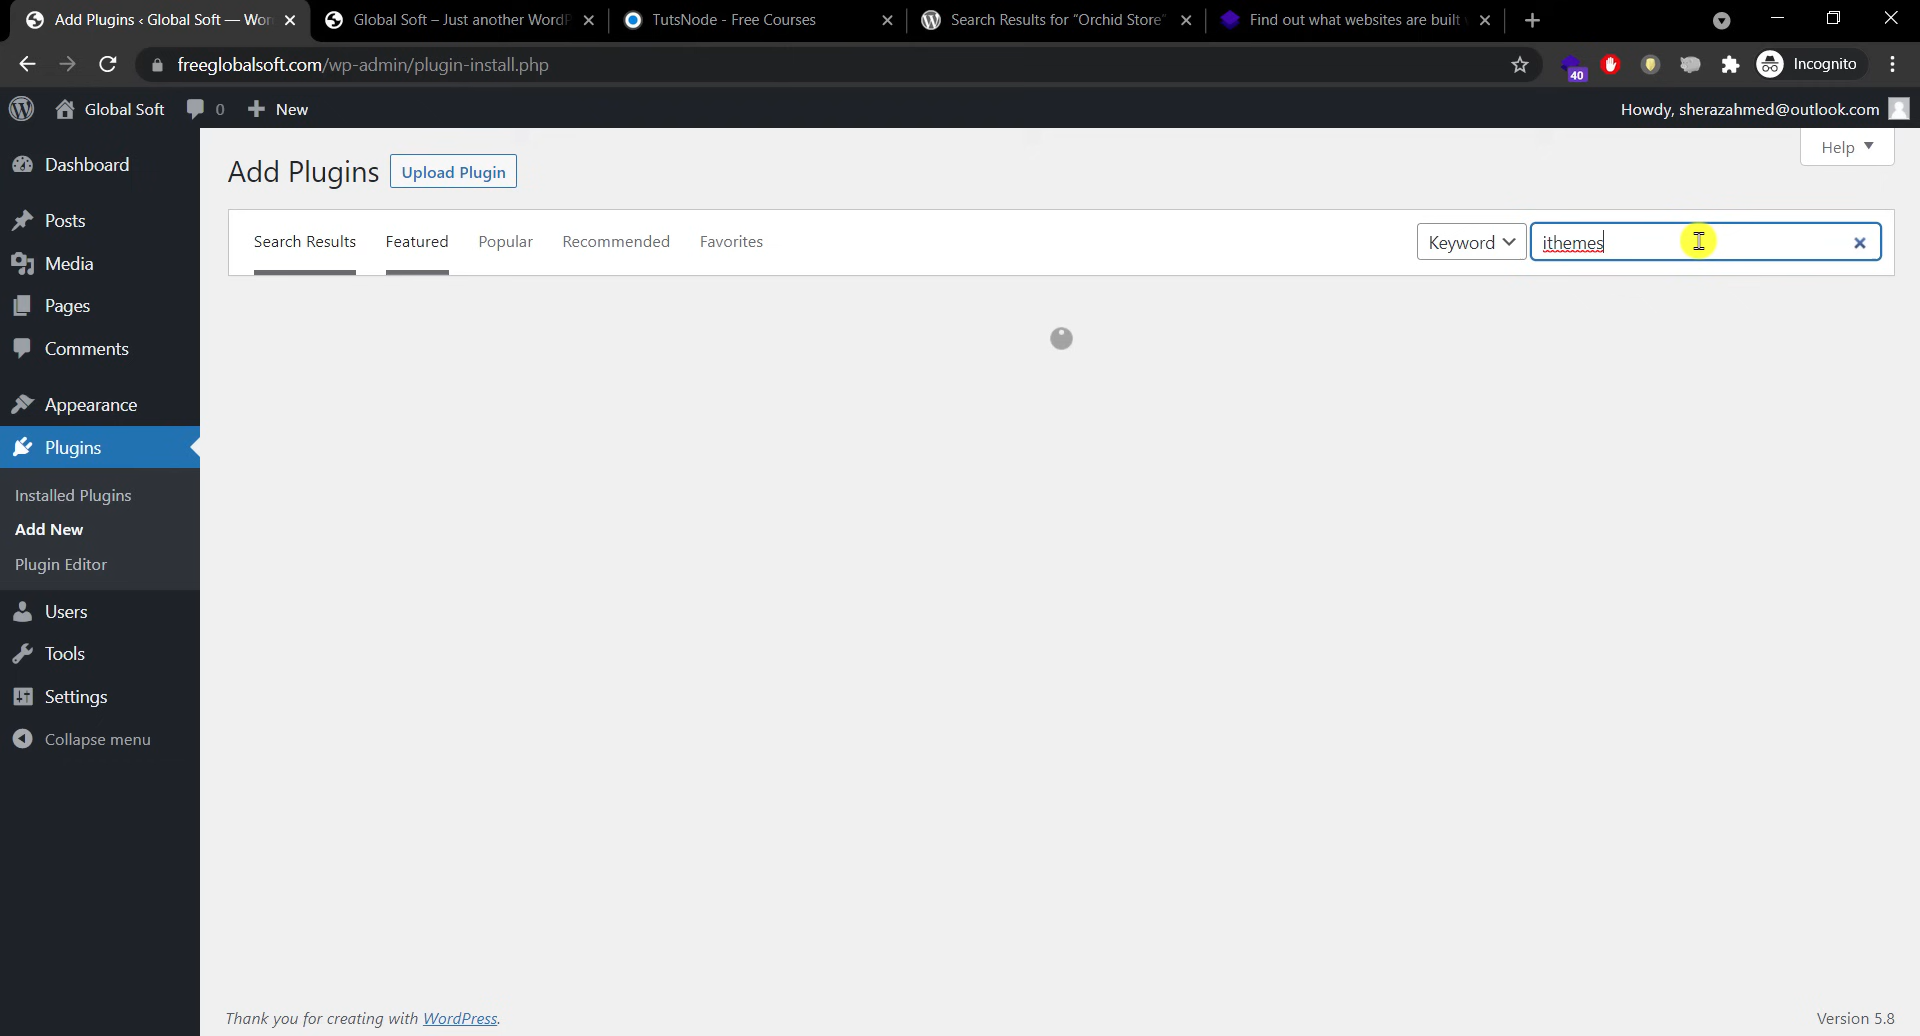 Add Plugins ‹ Global Soft — Wor
Global Soft – Just another WordP
TutsNode - Free Courses
Search Results for “Orchid Store”
Find out what websites are built
freeglobalsoft.com/wp-admin/plugin-install.php
40
Incognito
Global Soft
0
New
Howdy, sherazahmed@outlook.com
Dashboard
Posts
Media
Pages
Comments
Appearance
Plugins
Installed Plugins
Add New
Plugin Editor
Users
Tools
Settings
Collapse menu
Help
Add Plugins
Upload Plugin
Search Results
Featured
Popular
Recommended
Favorites
Keyword
ithemes
Thank you for creating with WordPress.
Version 5.8